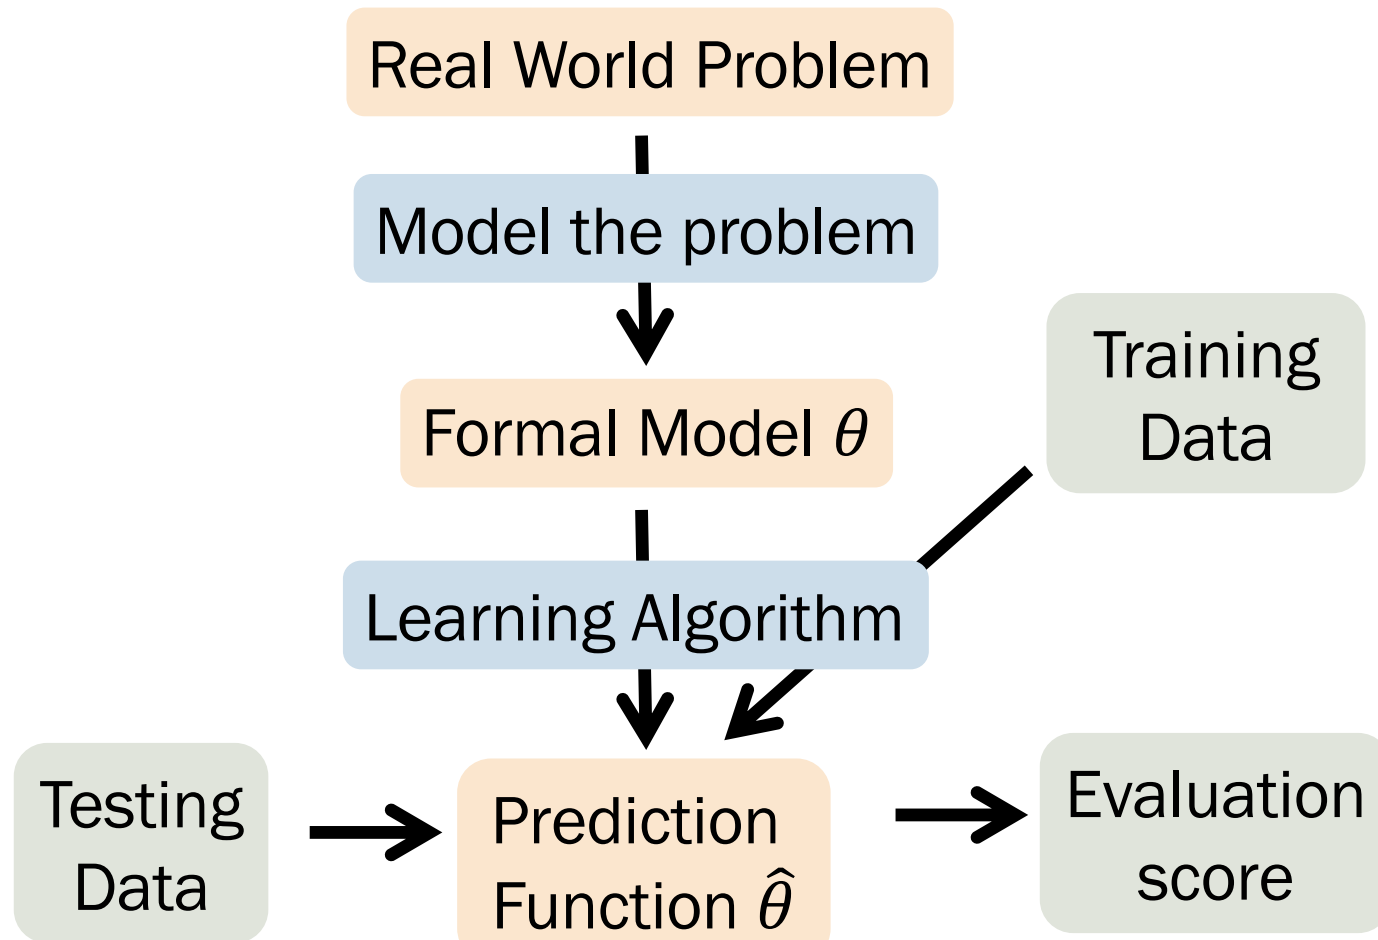 Real World Problem
Model the problem
Training
Data
Formal Model θ
Learning Algorithm
Testing
Data
Prediction
Function θ̂
Evaluation
score